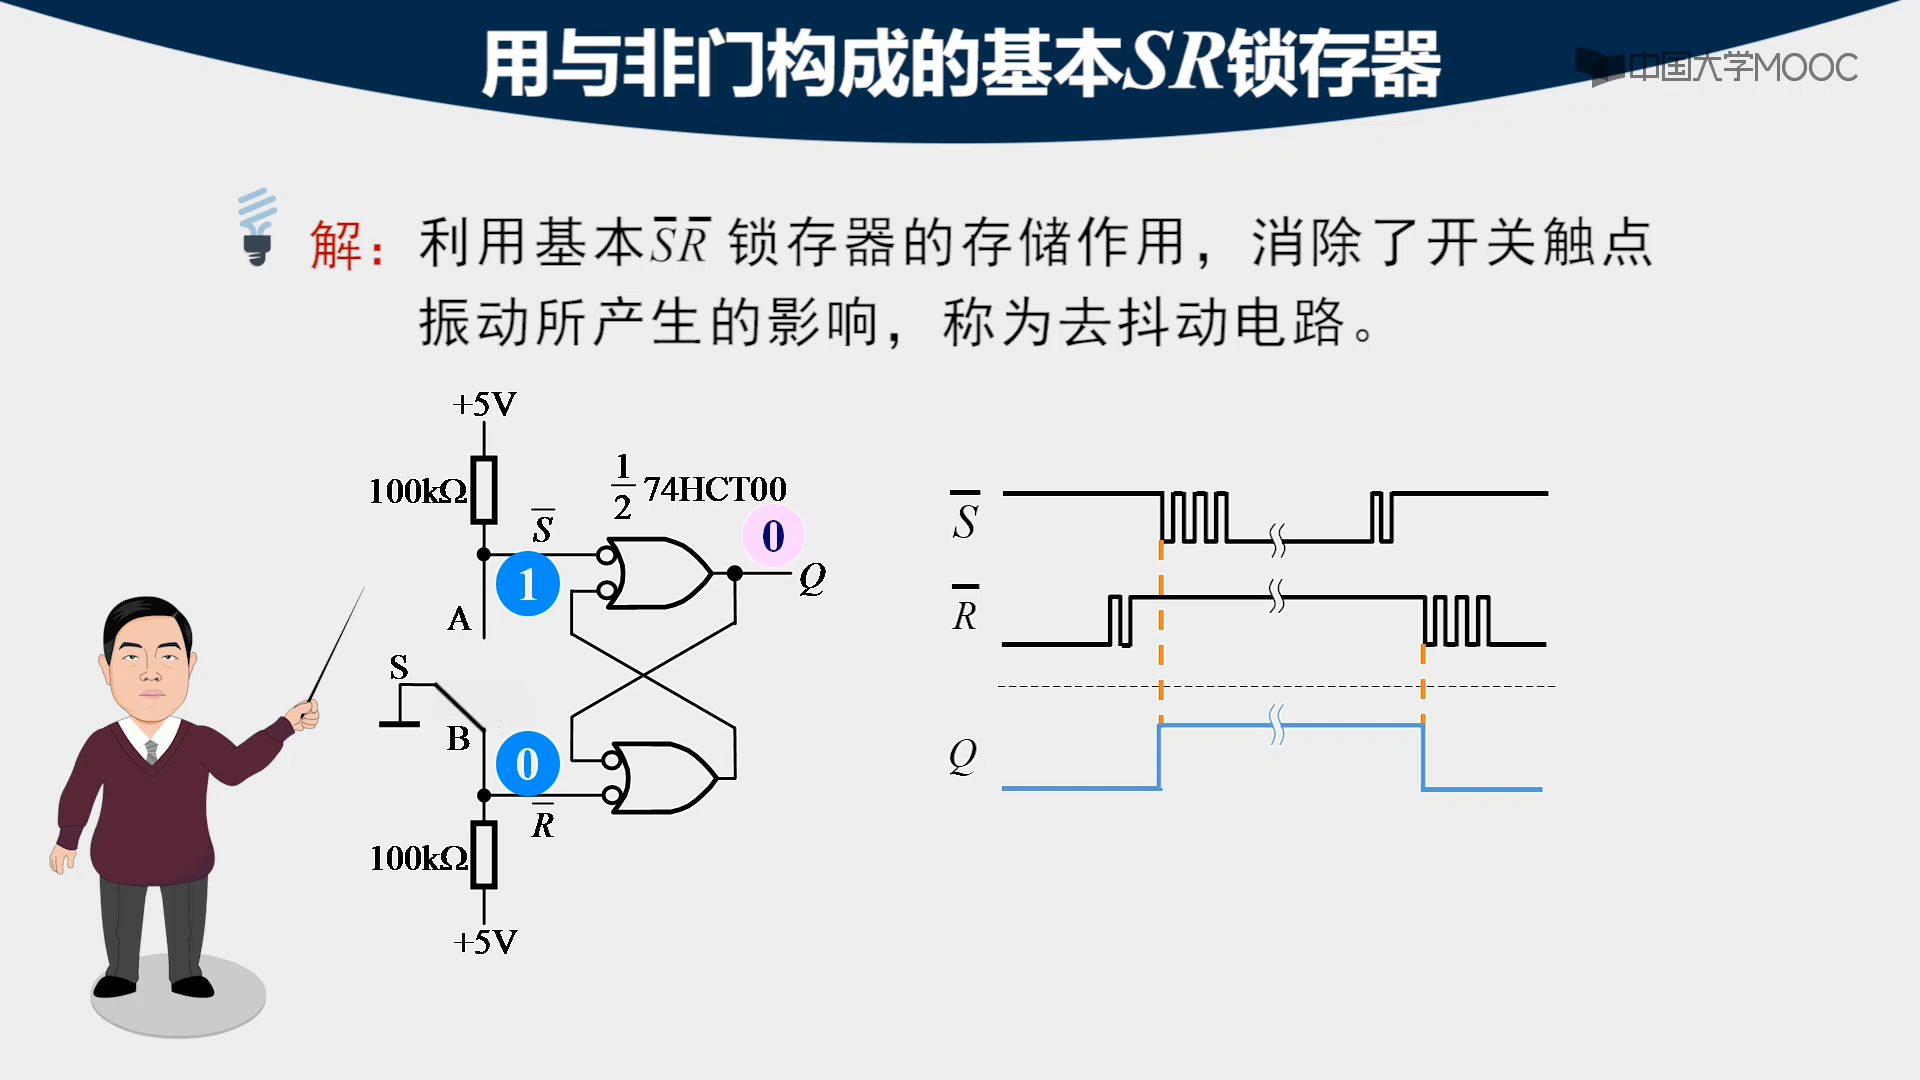 用与非门构成的基本SR锁存器
中国大学MOOC
解：利用基本S̅R̅ 锁存器的存储作用，消除了开关触点
振动所产生的影响，称为去抖动电路。
+5V
100kΩ
1/2 74HCT00
S̅
0
1
Q
A
S
B
0
R̅
100kΩ
+5V
S̅
R̅
Q